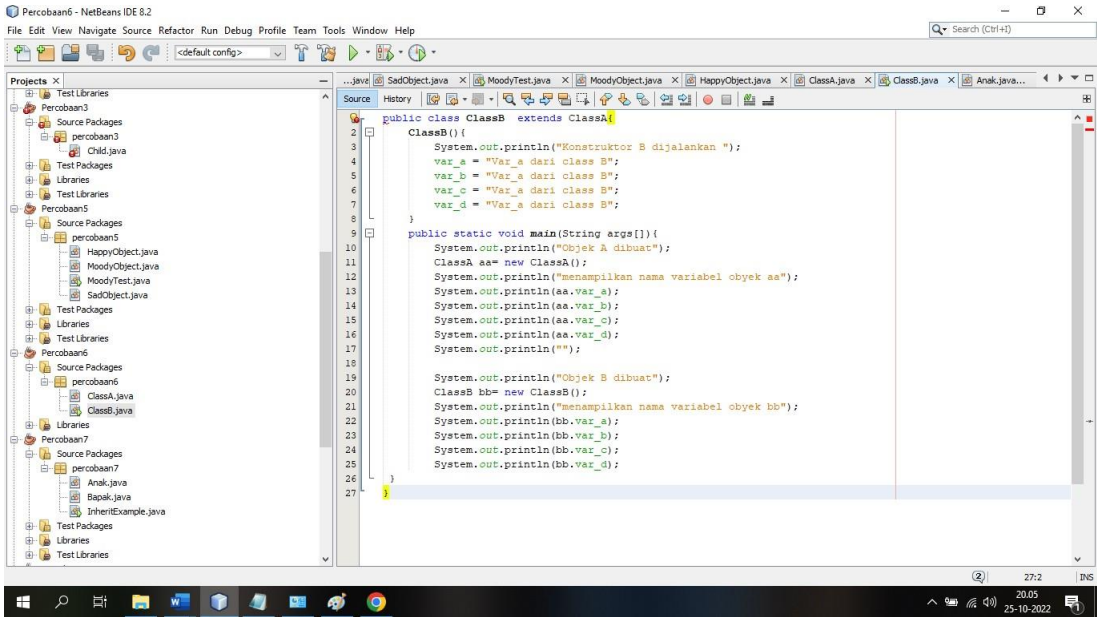 Percobaan6 - NetBeans IDE 8.2
File Edit View Navigate Source Refactor Run Debug Profile Team Tools Window Help
Search (Ctrl+I)
<default config>
Projects
Test Libraries
Percobaan3
Source Packages
percobaan3
Child.java
Test Packages
Libraries
Test Libraries
Percobaan5
Source Packages
percobaan5
HappyObject.java
MoodyObject.java
MoodyTest.java
SadObject.java
Test Packages
Libraries
Test Libraries
Percobaan6
Source Packages
percobaan6
ClassA.java
ClassB.java
Libraries
Percobaan7
Source Packages
percobaan7
Anak.java
Bapak.java
InheritExample.java
Test Packages
Libraries
Test Libraries
...java SadObject.java MoodyTest.java MoodyObject.java HappyObject.java ClassA.java ClassB.java Anak.java...
Source History
public class ClassB  extends ClassA{
2 ClassB(){
3 System.out.println("Konstruktor B dijalankan ");
4 var_a = "Var_a dari class B";
5 var_b = "Var_a dari class B";
6 var_c = "Var_a dari class B";
7 var_d = "Var_a dari class B";
8 }
9 public static void main(String args[]){
10 System.out.println("Objek A dibuat");
11 ClassA aa= new ClassA();
12 System.out.println("menampilkan nama variabel obyek aa");
13 System.out.println(aa.var_a);
14 System.out.println(aa.var_b);
15 System.out.println(aa.var_c);
16 System.out.println(aa.var_d);
17 System.out.println("");
18
19 System.out.println("Objek B dibuat");
20 ClassB bb= new ClassB();
21 System.out.println("menampilkan nama variabel obyek bb");
22 System.out.println(bb.var_a);
23 System.out.println(bb.var_b);
24 System.out.println(bb.var_c);
25 System.out.println(bb.var_d);
26 }
27 }
2 27:2 INS
20.05
25-10-2022
1